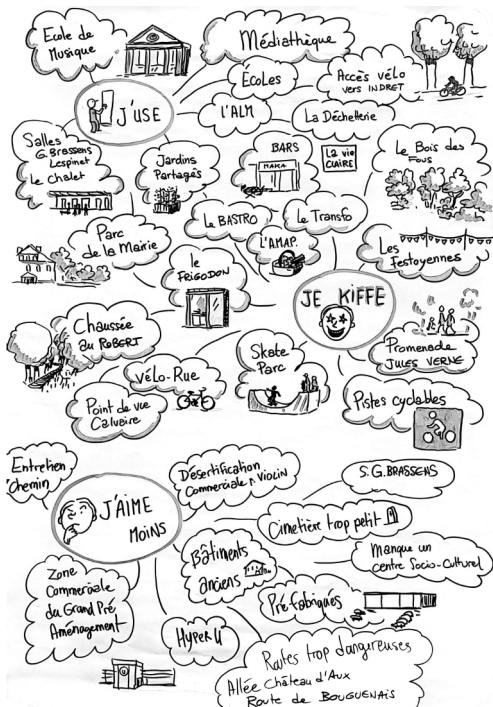 Ecole de
Musique
Médiathèque
Écoles
Accès vélo
vers INDRET
J'USE
l'ALM
La Déchetterie
Salles
G. Brassens
Lespinet
le Chalet
Jardins
Partagés
BARS
MAKA
La vie
CLAIRE
Le Bois des
Fous
Parc
de la Mairie
Le BASTRO
Le Transfo
l'AMAP.
Les
Festoyennes
le
FRIGODON
JE KIFFE
Chaussée
au ROBERT
Vélo-Rue
Skate
Parc
Promenade
JULES VERNE
Point de vue
Calvaire
Pistes cyclables
Entretien
Chemin
J'AIME
MOINS
Désertification
Commerciale r. VIOLIN
S.G.BRASSENS
Cimetière trop petit
Bâtiments
anciens
Manque un
centre Socio-Culturel
Zone
Commerciale
du Grand Pré
Aménagement
Préfabriqués
Hyper U
Routes trop dangereuses
Allée Château d'Aux
Route de BOUGUENAIS